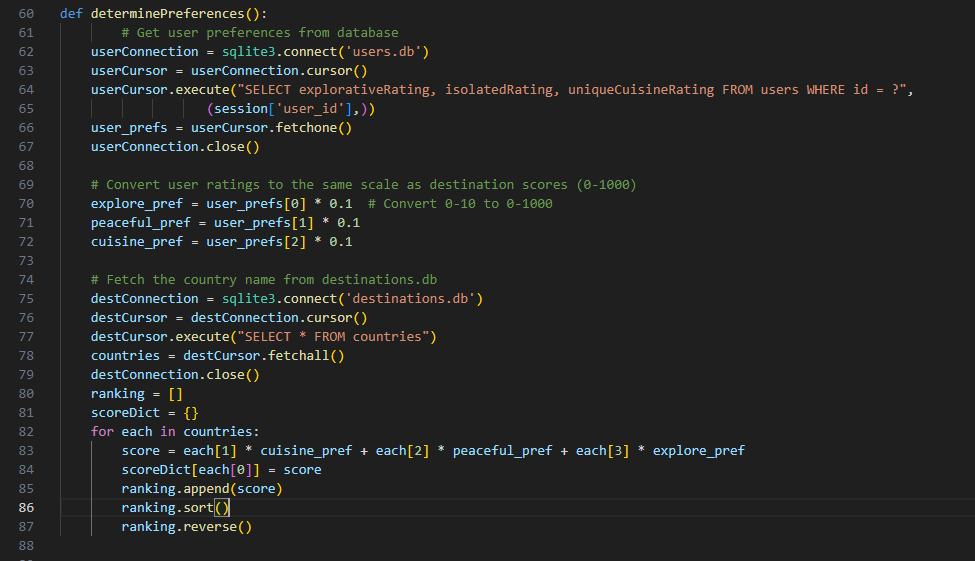 60 def determinePreferences():
61 # Get user preferences from database
62 userConnection = sqlite3.connect('users.db')
63 userCursor = userConnection.cursor()
64 userCursor.execute("SELECT explorativeRating, isolatedRating, uniqueCuisineRating FROM users WHERE id = ?",
65 (session['user_id'],))
66 user_prefs = userCursor.fetchone()
67 userConnection.close()
68
69 # Convert user ratings to the same scale as destination scores (0-1000)
70 explore_pref = user_prefs[0] * 0.1  # Convert 0-10 to 0-1000
71 peaceful_pref = user_prefs[1] * 0.1
72 cuisine_pref = user_prefs[2] * 0.1
73
74 # Fetch the country name from destinations.db
75 destConnection = sqlite3.connect('destinations.db')
76 destCursor = destConnection.cursor()
77 destCursor.execute("SELECT * FROM countries")
78 countries = destCursor.fetchall()
79 destConnection.close()
80 ranking = []
81 scoreDict = {}
82 for each in countries:
83 score = each[1] * cuisine_pref + each[2] * peaceful_pref + each[3] * explore_pref
84 scoreDict[each[0]] = score
85 ranking.append(score)
86 ranking.sort()
87 ranking.reverse()
88